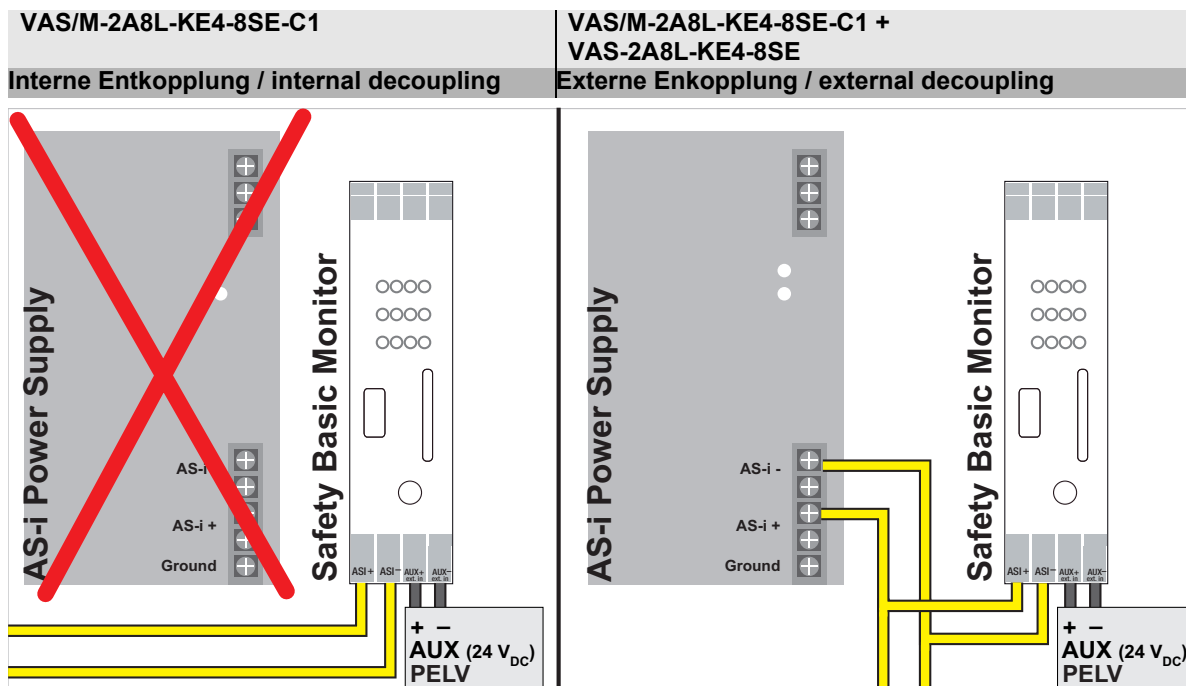 VAS/M-2A8L-KE4-8SE-C1
VAS/M-2A8L-KE4-8SE-C1 +
VAS-2A8L-KE4-8SE
Interne Entkopplung / internal decoupling
Externe Enkopplung / external decoupling
AS-i Power Supply
AS-i
AS-i +
Ground
Safety Basic Monitor
ASI+ ASI– AUX+ ext. in AUX– ext. in
+ –
AUX (24 VDC)
PELV
AS-i Power Supply
AS-i -
AS-i +
Ground
Safety Basic Monitor
ASI+ ASI– AUX+ ext. in AUX– ext. in
+ –
AUX (24 VDC)
PELV